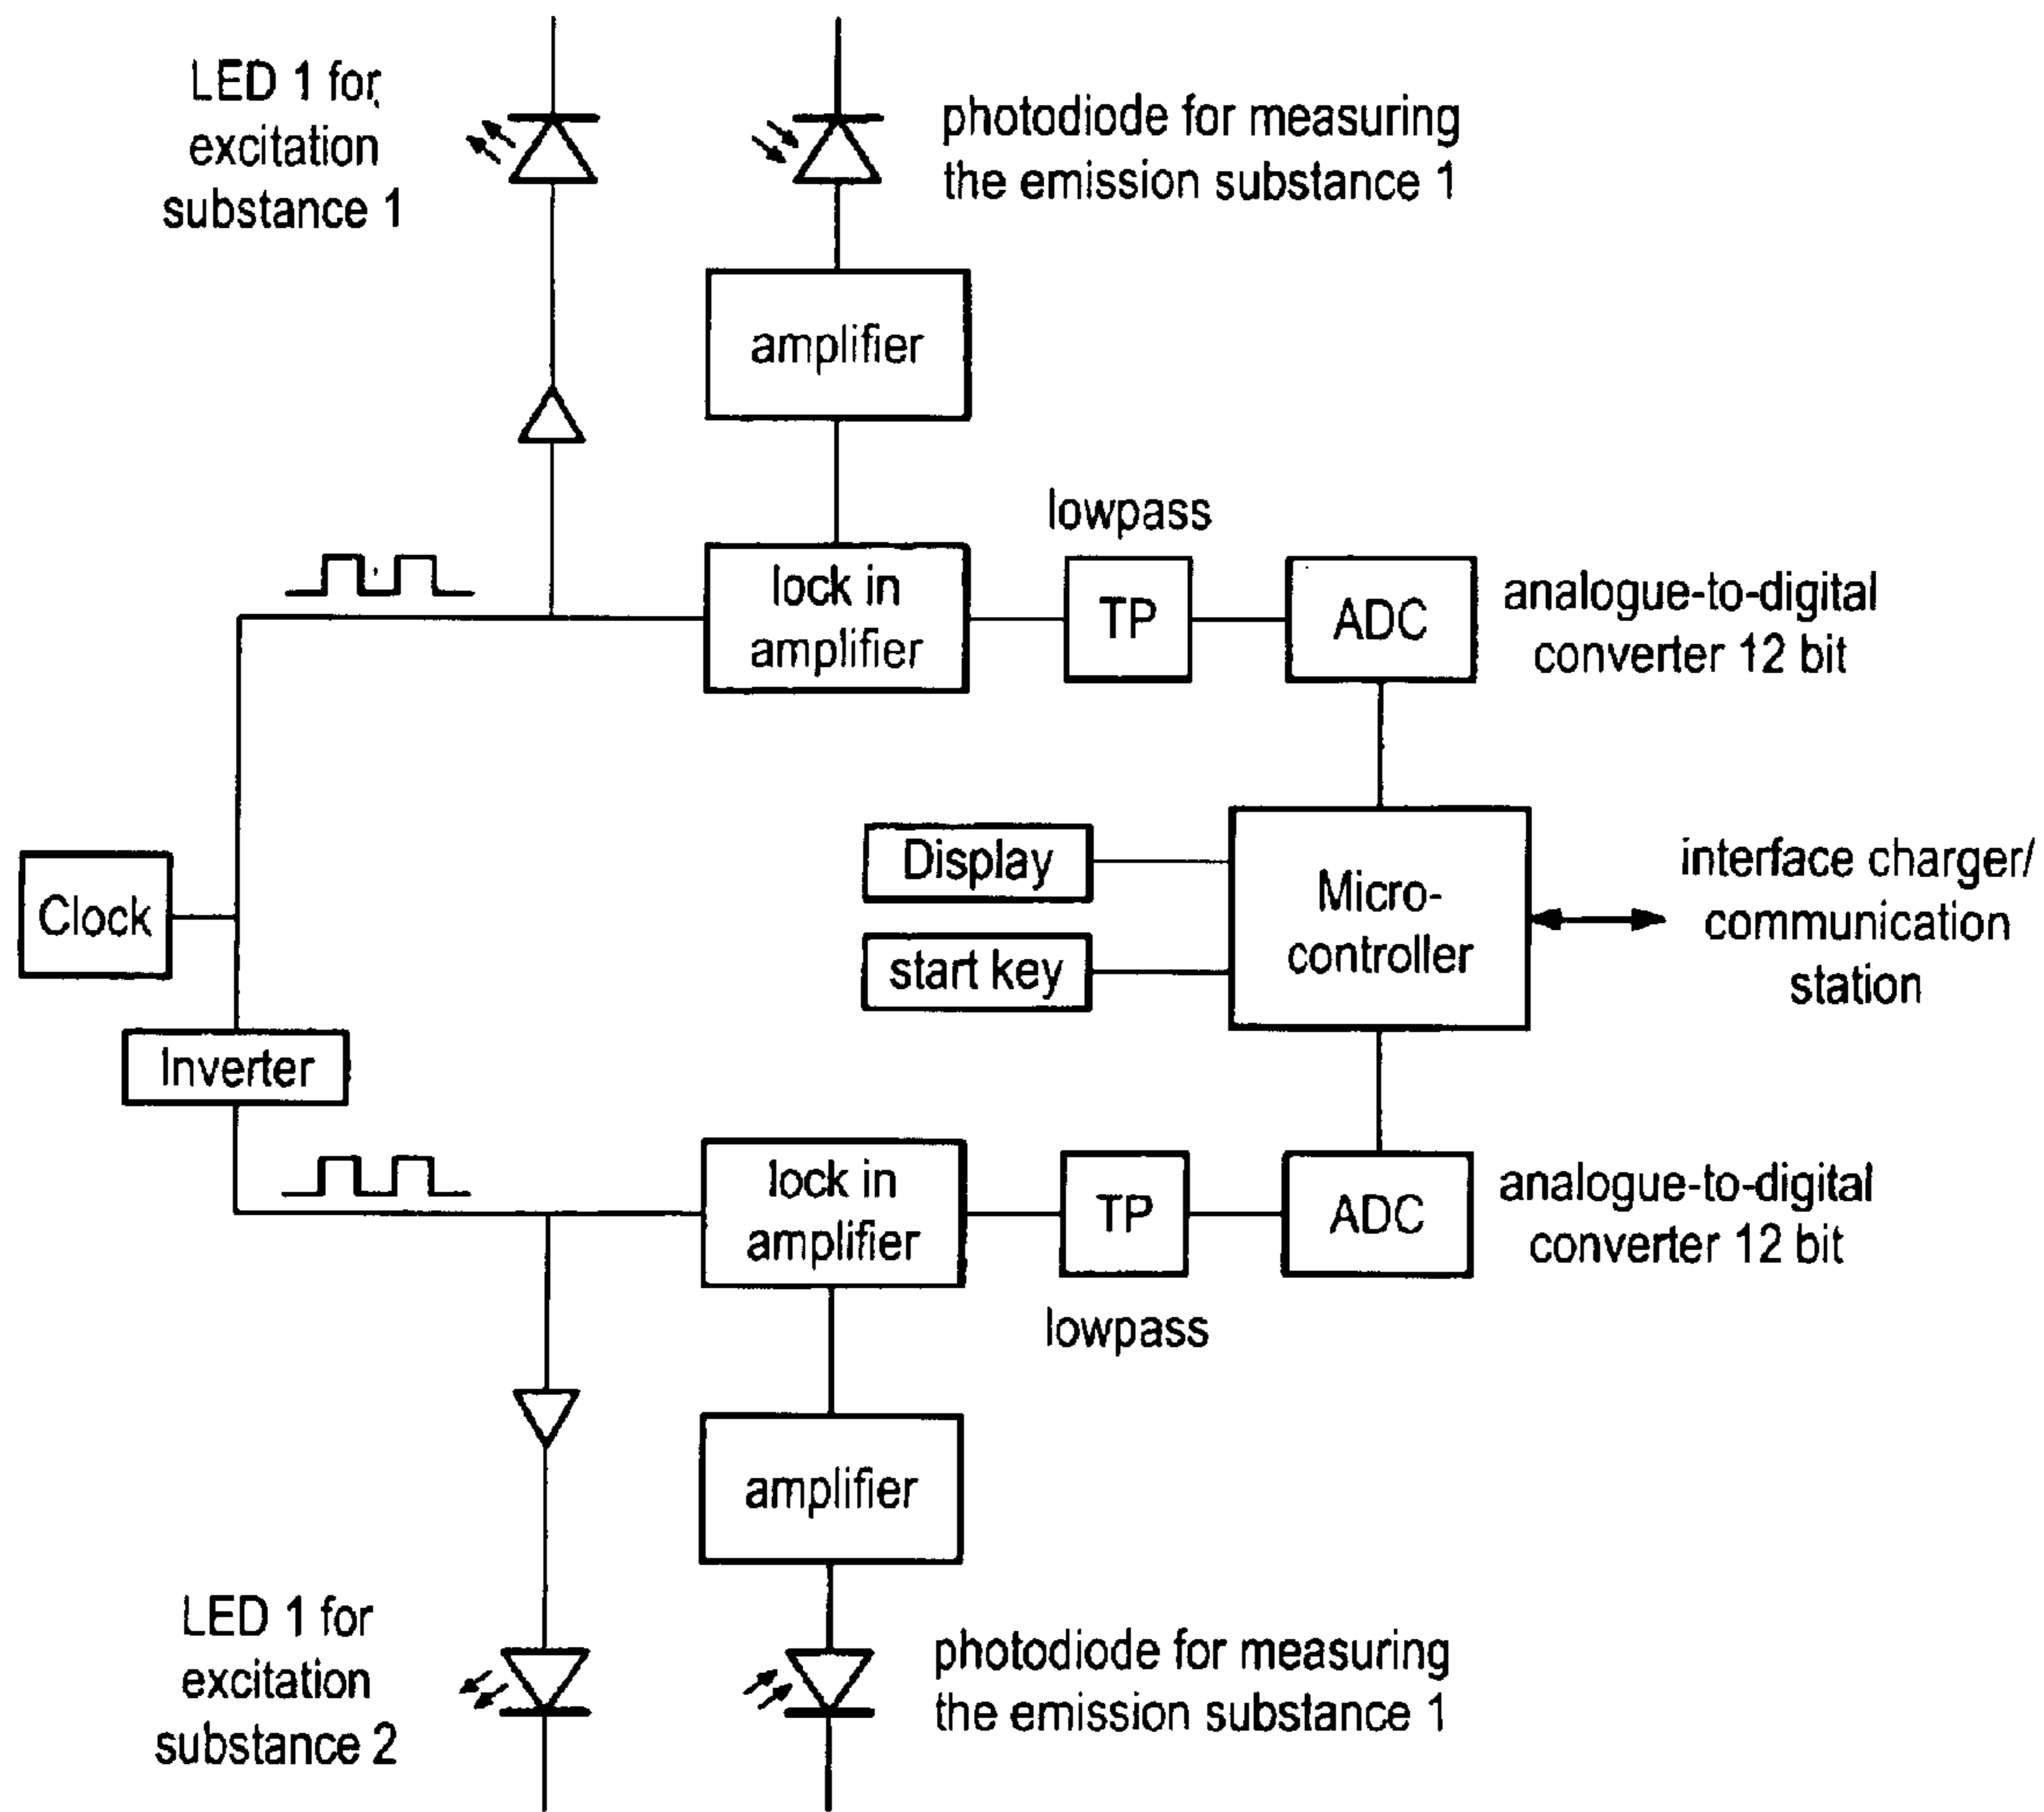 LED 1 for
excitation
substance 1
photodiode for measuring
the emission substance 1
amplifier
lowpass
lock in
amplifier
TP
ADC
analogue-to-digital
converter 12 bit
Clock
Display
start key
Micro-
controller
interface charger/
communication
station
Inverter
lock in
amplifier
TP
ADC
analogue-to-digital
converter 12 bit
lowpass
amplifier
LED 1 for
excitation
substance 2
photodiode for measuring
the emission substance 1